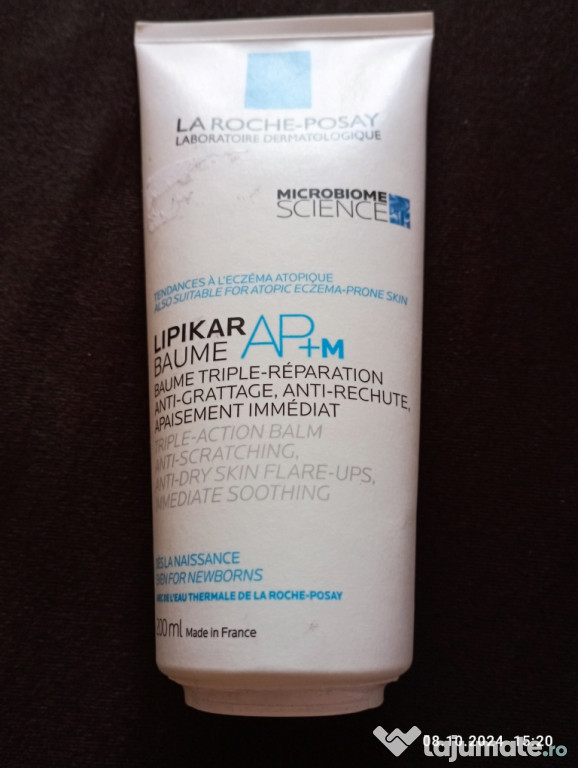 LA ROCHE-POSAY
LABORATOIRE DERMATOLOGIQUE
MICROBIOME
SCIENCE
TENDANCES À L'ECZÉMA ATOPIQUE
ALSO SUITABLE FOR ATOPIC ECZEMA-PRONE SKIN
LIPIKAR
BAUME AP+M
BAUME TRIPLE-RÉPARATION
ANTI-GRATTAGE, ANTI-RECHUTE,
APAISEMENT IMMÉDIAT
TRIPLE-ACTION BALM
ANTI-SCRATCHING,
ANTI-DRY SKIN FLARE-UPS,
IMMEDIATE SOOTHING
DÈS LA NAISSANCE
EVEN FOR NEWBORNS
DE L'EAU THERMALE DE LA ROCHE-POSAY
200 ml Made in France
08.10.2024 15:20
lajumate.ro